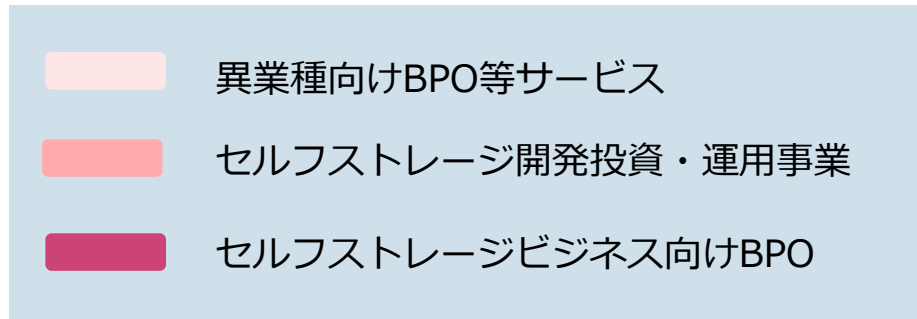 異業種向けBPO等サービス
セルフストレージ開発投資・運用事業
セルフストレージビジネス向けBPO